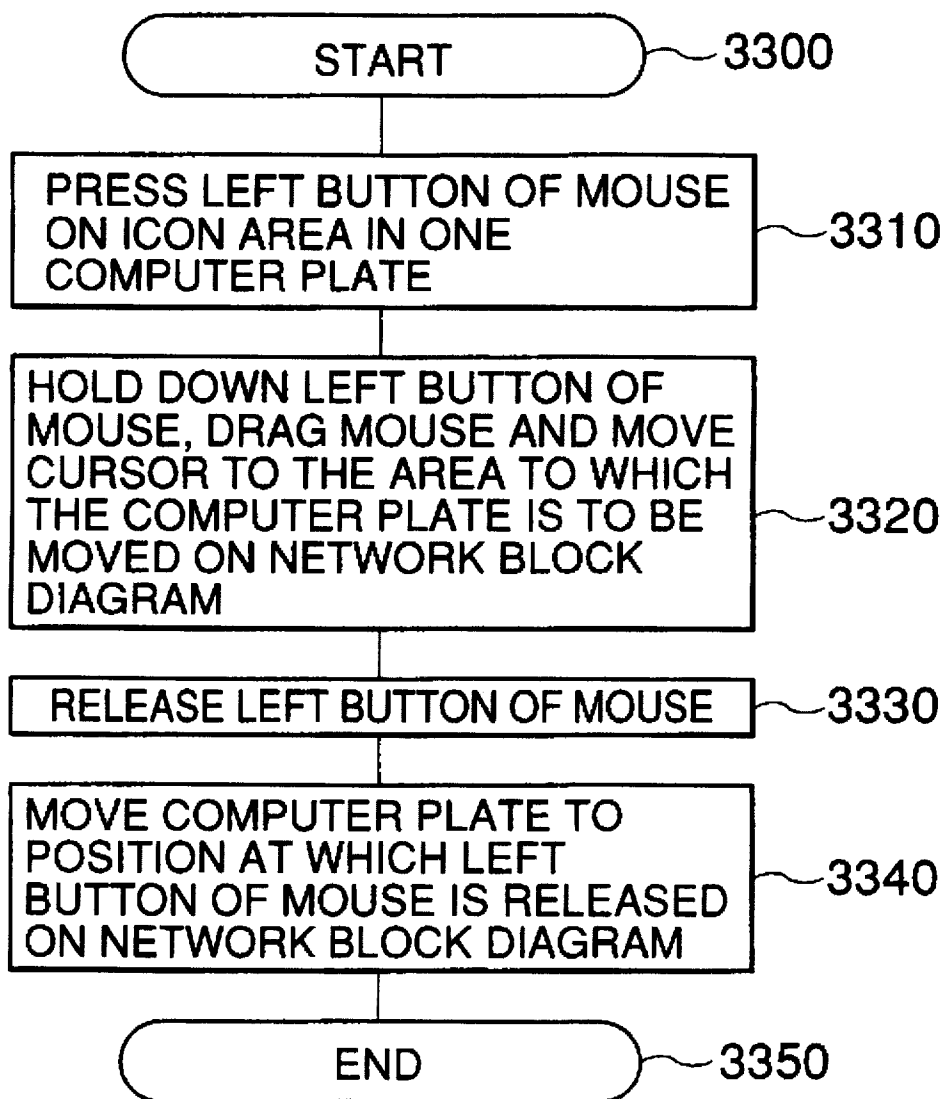 START
3300
PRESS LEFT BUTTON OF MOUSE
ON ICON AREA IN ONE
COMPUTER PLATE
3310
HOLD DOWN LEFT BUTTON OF
MOUSE, DRAG MOUSE AND MOVE
CURSOR TO THE AREA TO WHICH
THE COMPUTER PLATE IS TO BE
MOVED ON NETWORK BLOCK
DIAGRAM
3320
RELEASE LEFT BUTTON OF MOUSE
3330
MOVE COMPUTER PLATE TO
POSITION AT WHICH LEFT
BUTTON OF MOUSE IS RELEASED
ON NETWORK BLOCK DIAGRAM
3340
END
3350